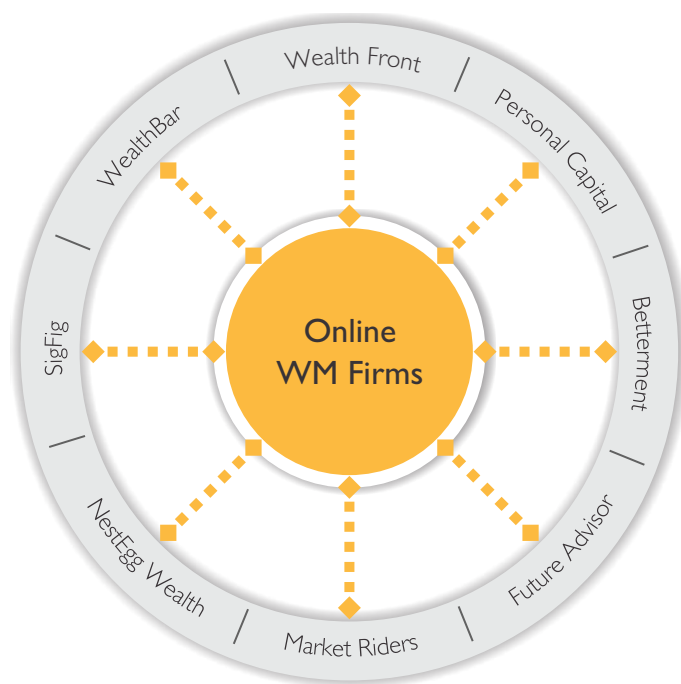 Wealth Front
Personal Capital
Betterment
Future Advisor
Market Riders
NestEgg Wealth
SigFig
WealthBar
Online
WM Firms